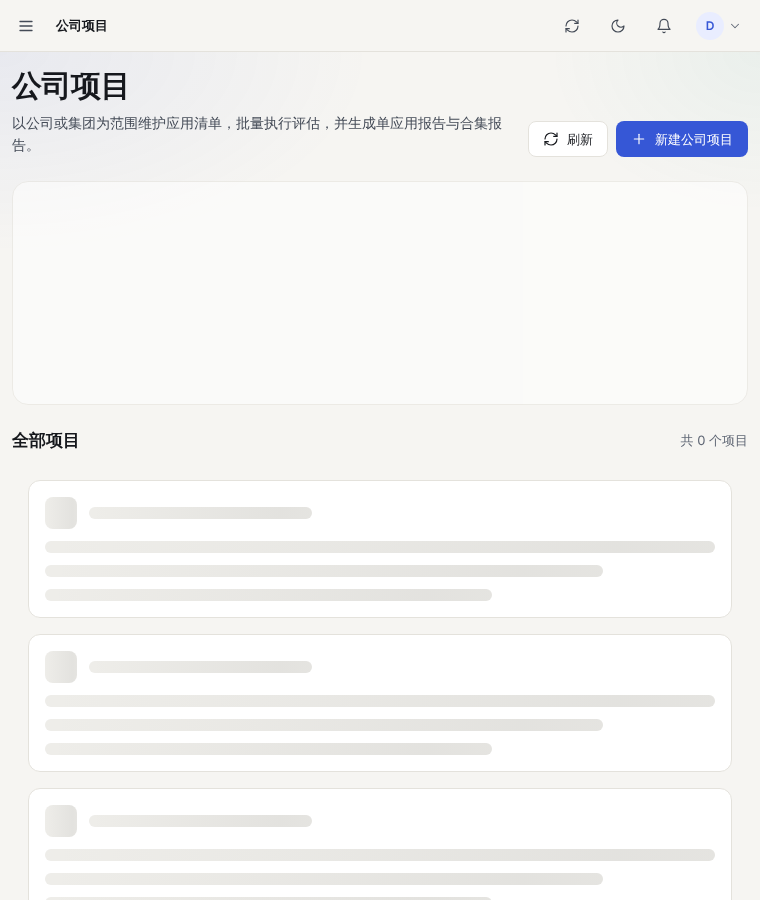 公司项目
D
公司项目
以公司或集团为范围维护应用清单，批量执行评估，并生成单应用报告与合集报
告。
刷新
新建公司项目
全部项目
共 0 个项目